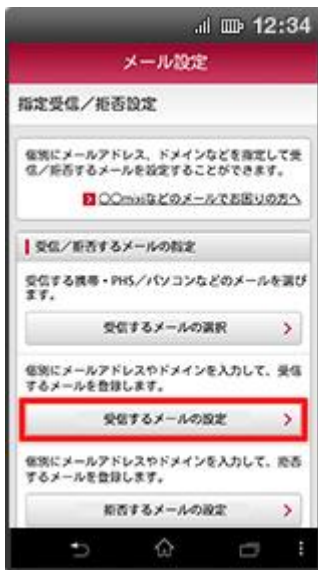 12:34
メール設定
指定受信／拒否設定
個別にメールアドレス、ドメインなどを指定して受
信／拒否するメールを設定することができます。
○○mixiなどのメールでお困りの方へ
受信／拒否するメールの指定
受信する携帯・PHS／パソコンなどのメールを選び
ます。
受信するメールの選択
個別にメールアドレスやドメインを入力して、受信
するメールを登録します。
受信するメールの設定
個別にメールアドレスやドメインを入力して、拒否
するメールを登録します。
拒否するメールの設定